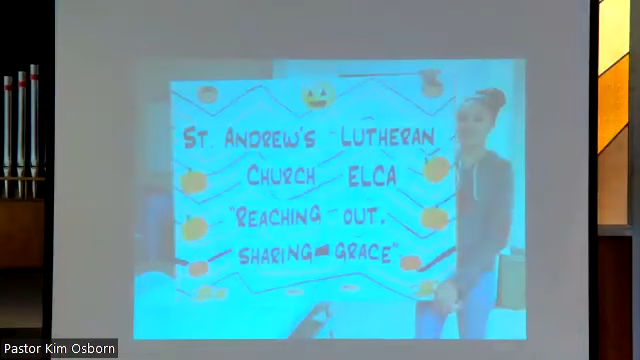 St. Andrew's Lutheran
Church ELCA
"Reaching out,
sharing grace"
Pastor Kim Osborn